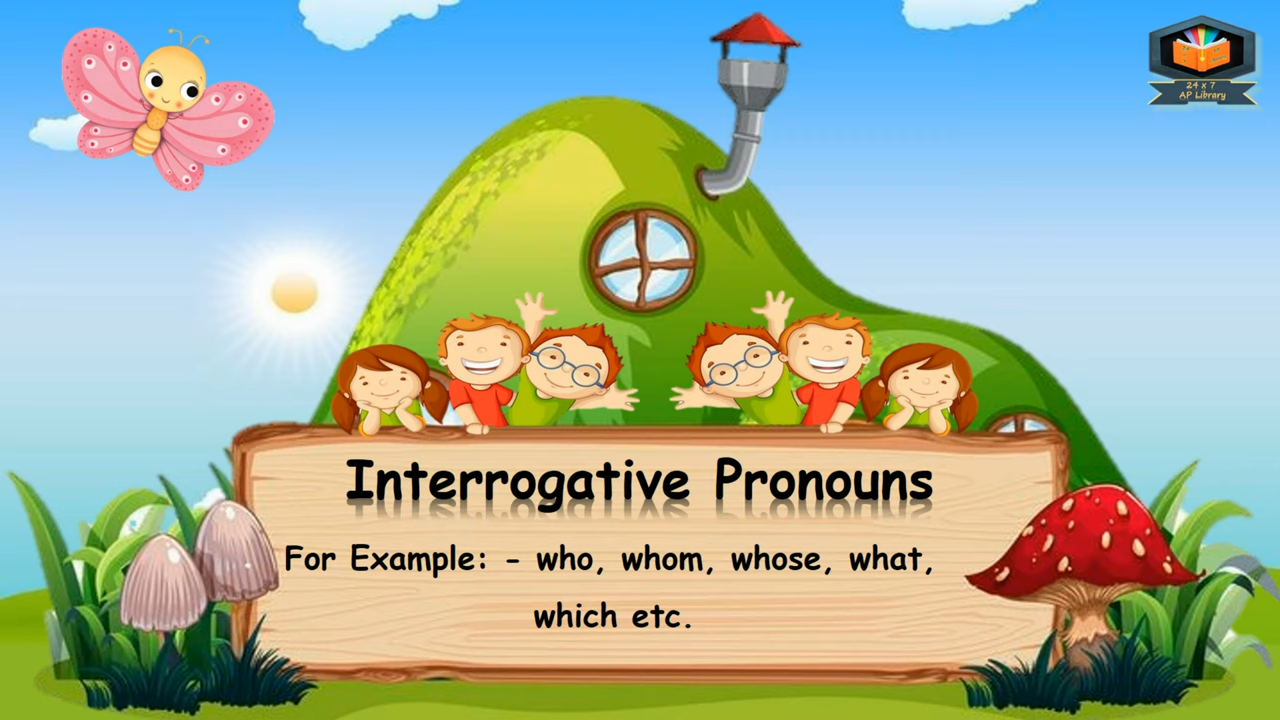 24 x 7
AP Library
Interrogative Pronouns
For Example: - who, whom, whose, what,
which etc.